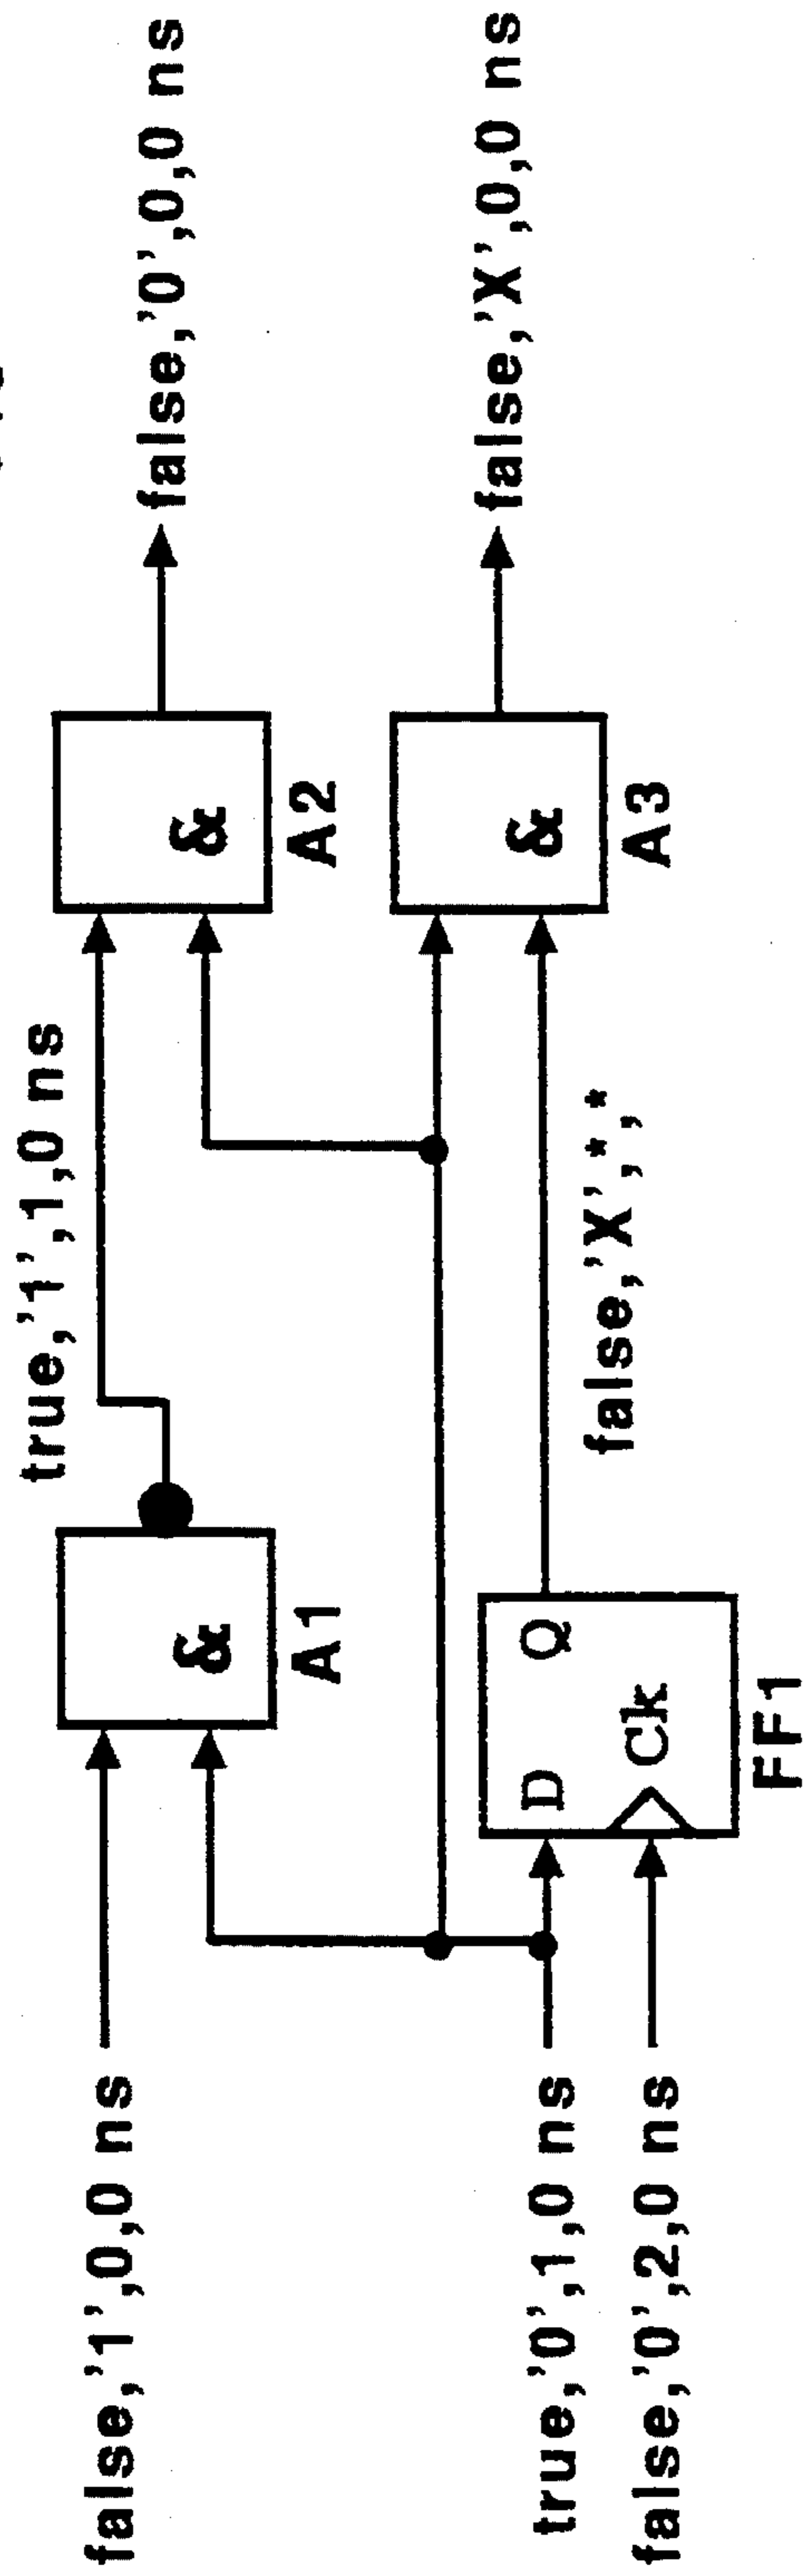 false,'1',0,0 ns
true,'0',1,0 ns
false,'0',2,0 ns
&
A1
D
Q
Ck
FF1
true,'1',1,0 ns
false,'X',*,*
&
A2
&
A3
false,'0',0,0 ns
false,'X',0,0 ns